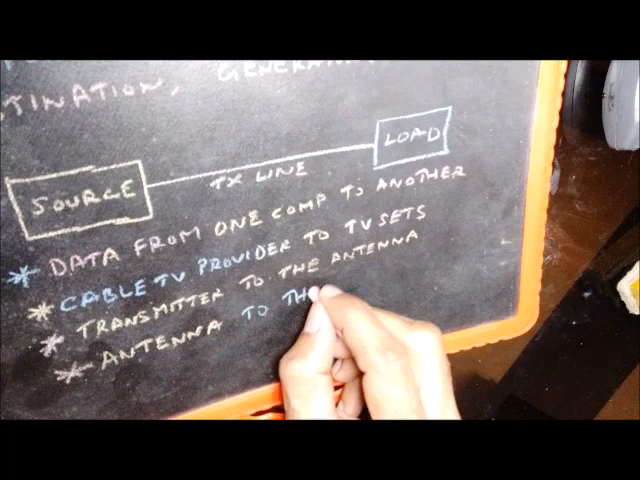 TINATION,
SOURCE TX LINE LOAD
* DATA FROM ONE COMP TO ANOTHER
* CABLE TV PROVIDER TO TV SETS
* TRANSMITTER TO THE ANTENNA
* ANTENNA TO TH